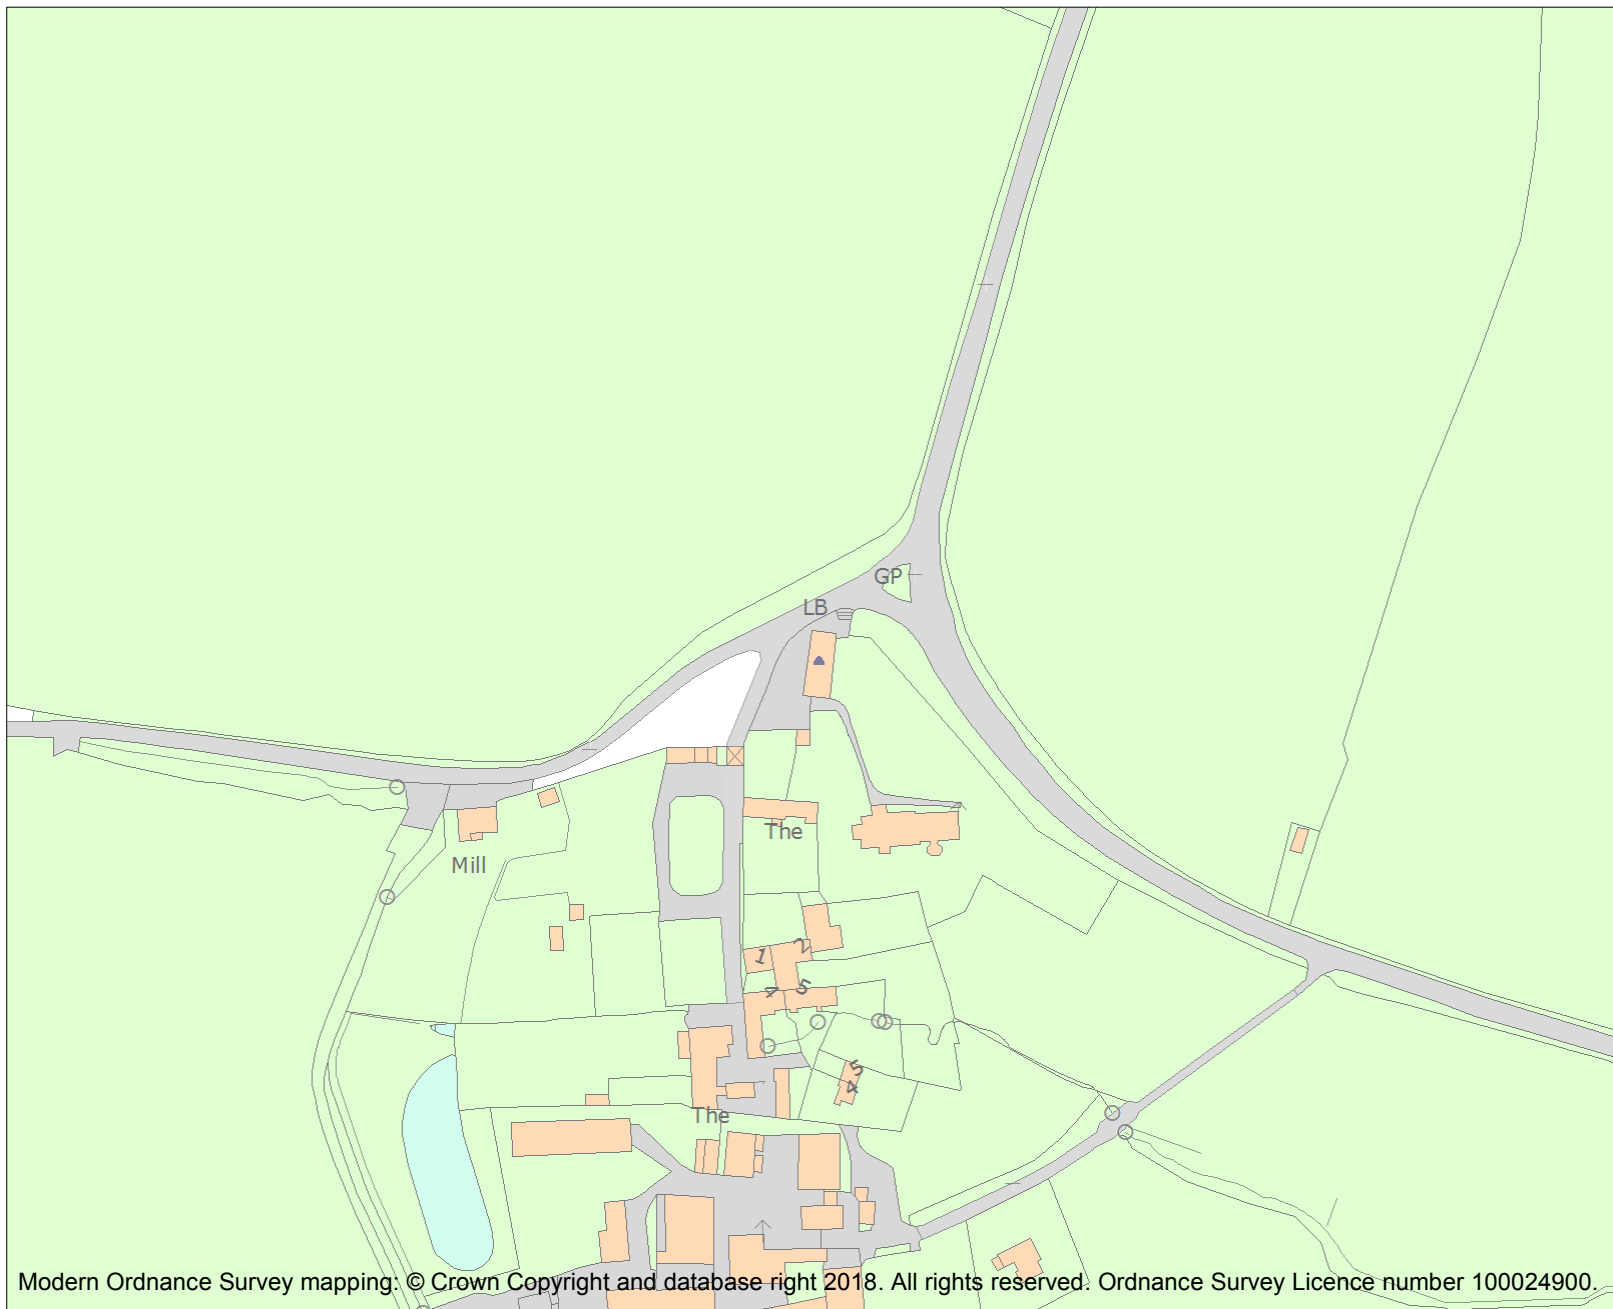 GP
LB
The
Mill
1
2
4
5
5
4
The
Modern Ordnance Survey mapping: © Crown Copyright and database right 2018. All rights reserved. Ordnance Survey Licence number 100024900.